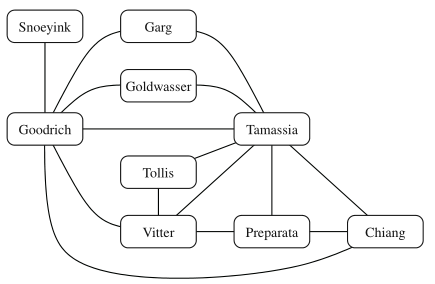 Snoeyink
Garg
Goldwasser
Goodrich
Tamassia
Tollis
Vitter
Preparata
Chiang